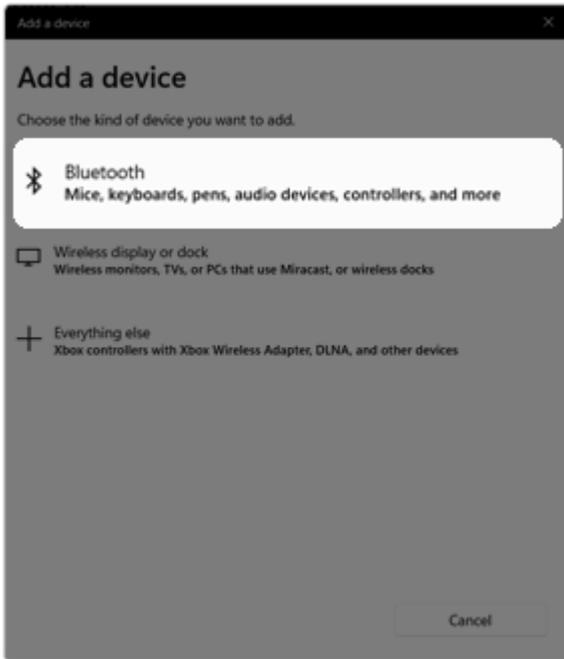 Add a device
Add a device
Choose the kind of device you want to add.
Bluetooth
Mice, keyboards, pens, audio devices, controllers, and more
Wireless display or dock
Wireless monitors, TVs, or PCs that use Miracast, or wireless docks
Everything else
Xbox controllers with Xbox Wireless Adapter, DLNA, and other devices
Cancel